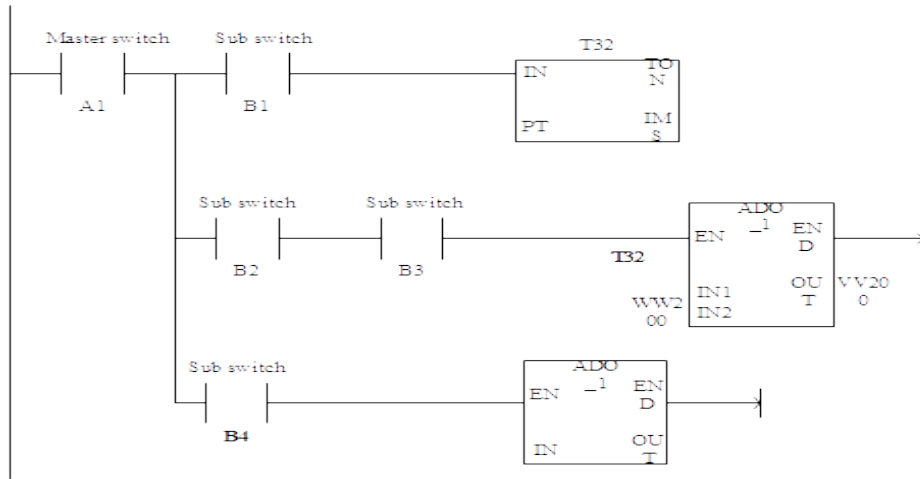 Master switch
Sub switch
A1
B1
T32
IN
TO
N
PT
IM
S
Sub switch
Sub switch
B2
B3
T32
ADO
_1
EN
EN
D
WW2
00
IN1
IN2
OU
T
VV20
0
Sub switch
B4
ADO
_1
EN
EN
D
IN
OU
T